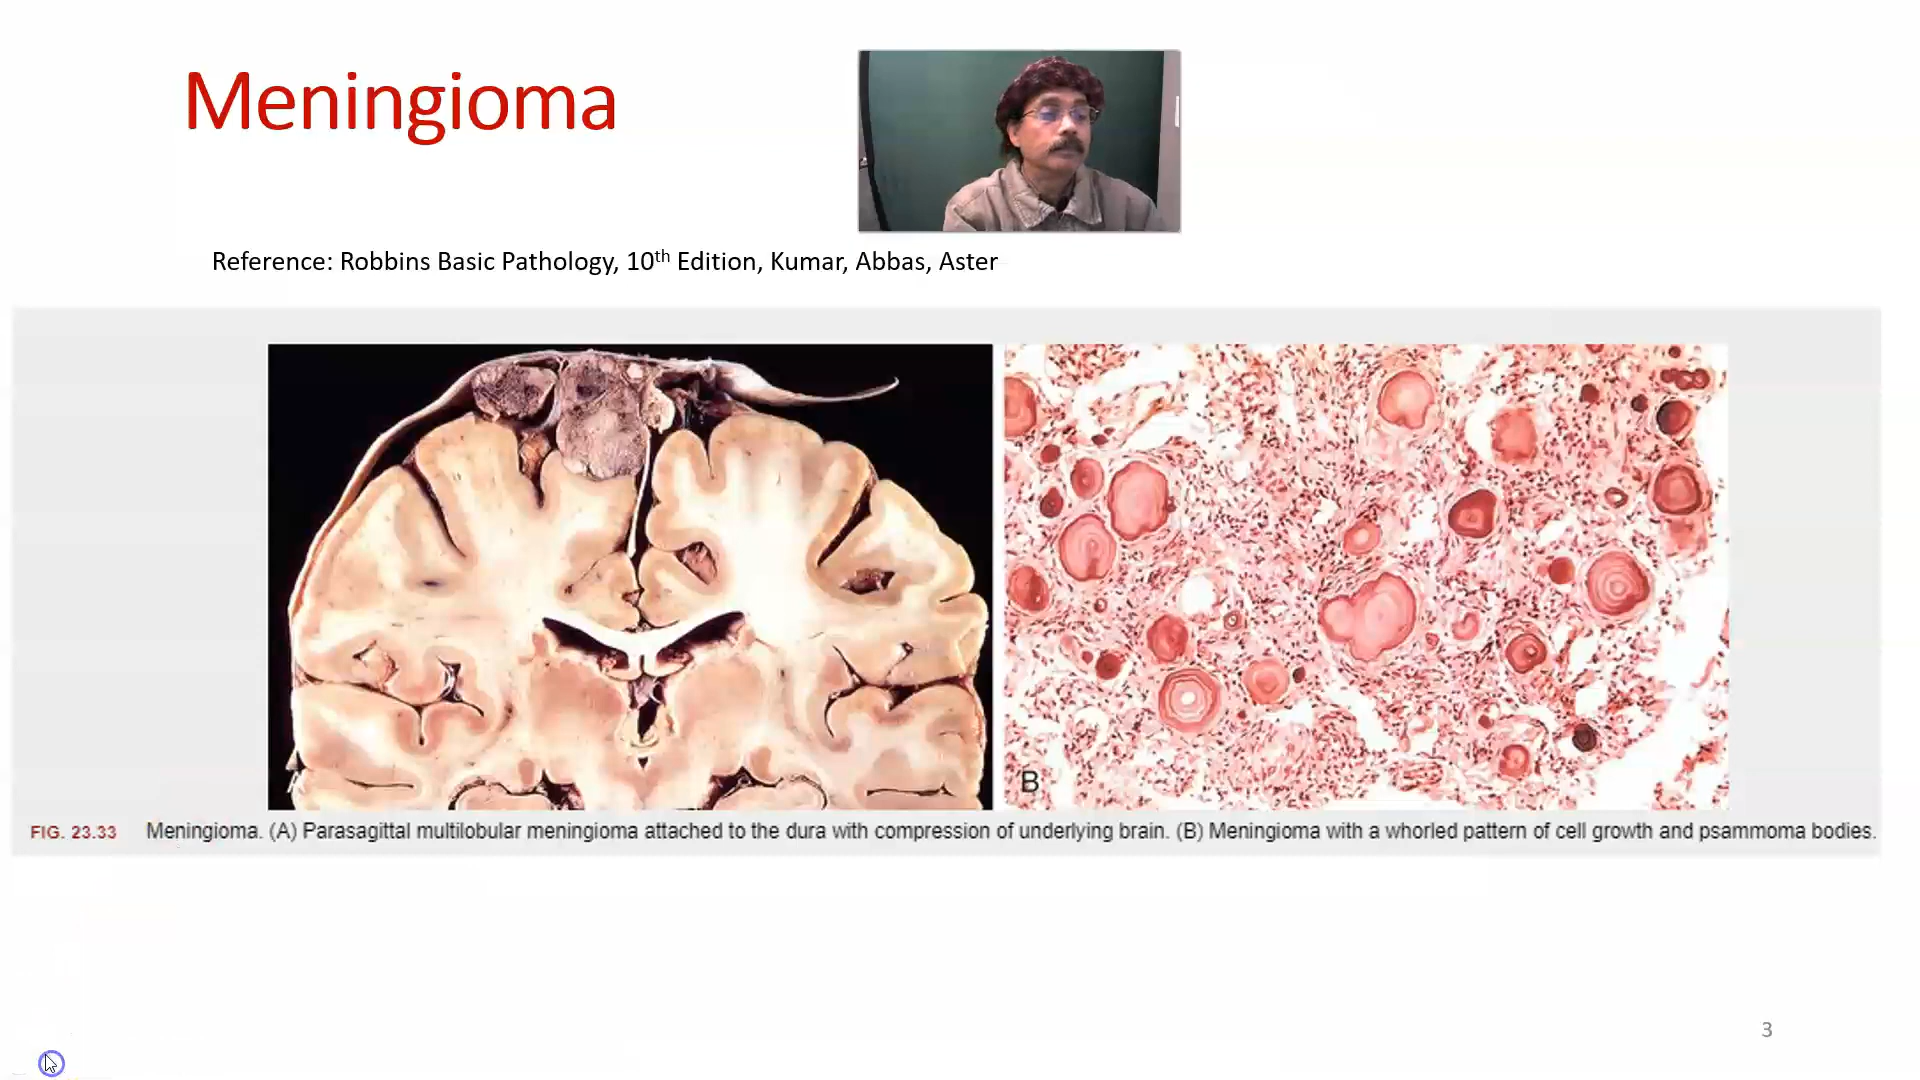 Meningioma
Reference: Robbins Basic Pathology, 10th Edition, Kumar, Abbas, Aster
B
FIG. 23.33 Meningioma. (A) Parasagittal multilobular meningioma attached to the dura with compression of underlying brain. (B) Meningioma with a whorled pattern of cell growth and psammoma bodies.
3